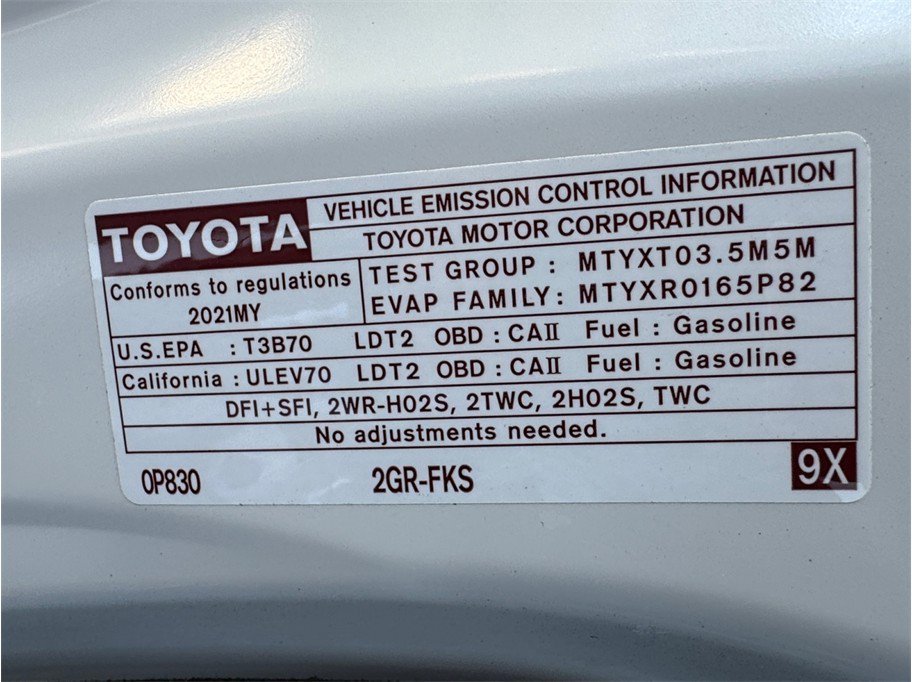 TOYOTA
VEHICLE EMISSION CONTROL INFORMATION
TOYOTA MOTOR CORPORATION
Conforms to regulations
2021MY
TEST GROUP : MTYXT03.5M5M
EVAP FAMILY: MTYXR0165P82
U.S.EPA : T3B70 LDT2 OBD : CAII Fuel : Gasoline
California : ULEV70 LDT2 OBD : CAII Fuel : Gasoline
DFI+SFI, 2WR-HO2S, 2TWC, 2HO2S, TWC
No adjustments needed.
0P830 2GR-FKS 9X